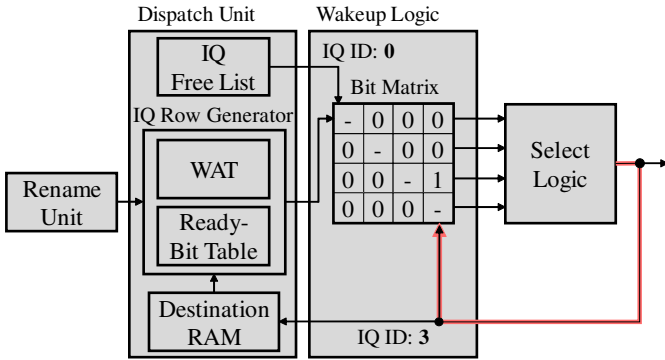 Dispatch Unit
Wakeup Logic
IQ
Free List
IQ ID: 0
Bit Matrix
IQ Row Generator
- 0 0 0
0 - 0 0
0 0 - 1
0 0 0 -
WAT
Ready-
Bit Table
Rename
Unit
Select
Logic
Destination
RAM
IQ ID: 3